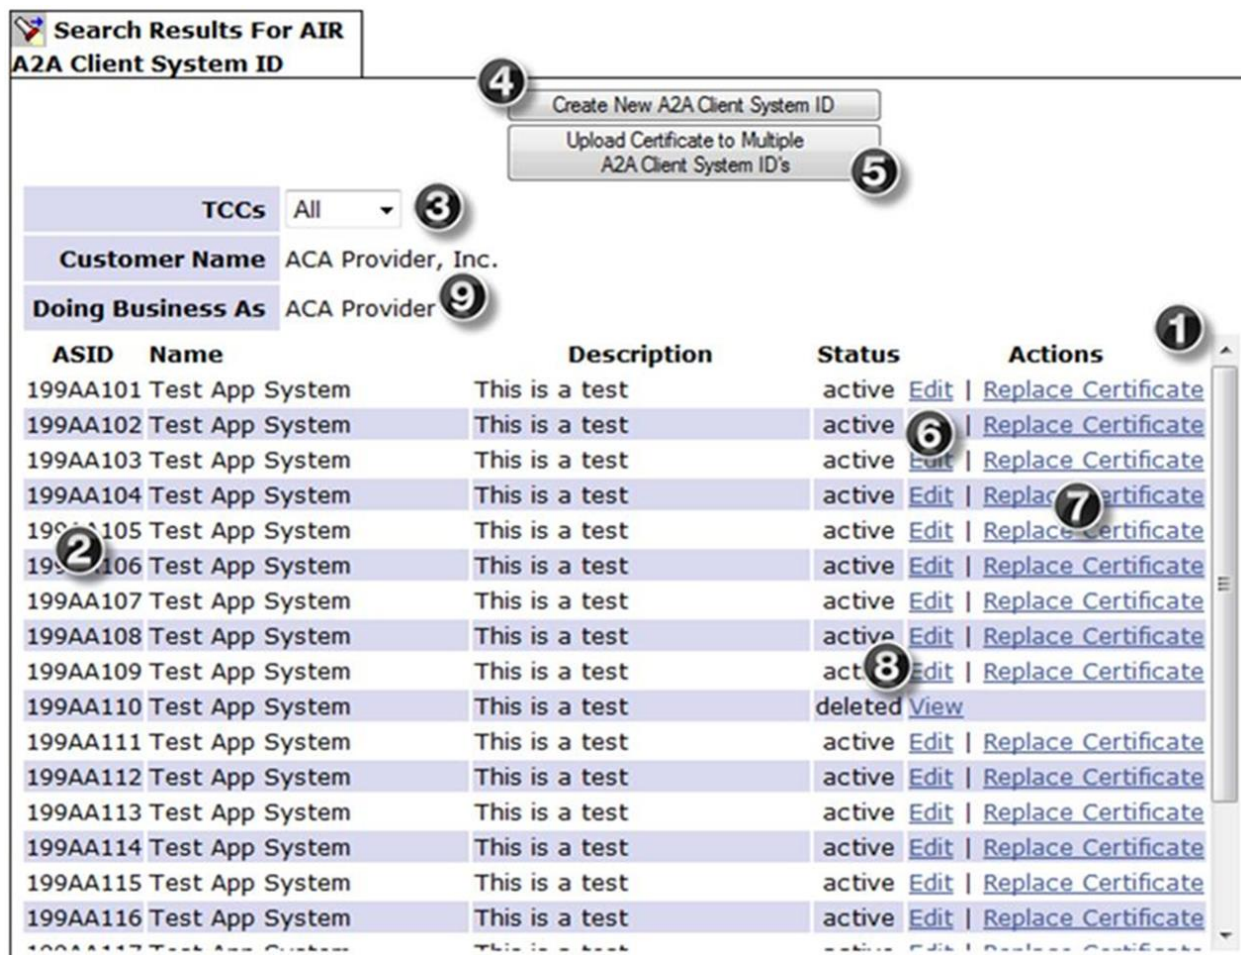 Search Results For AIR
A2A Client System ID
4
Create New A2A Client System ID
Upload Certificate to Multiple
A2A Client System ID's
5
TCCs All 3
Customer Name ACA Provider, Inc.
Doing Business As ACA Provider 9
1
ASID Name Description Status Actions
199AA101 Test App System This is a test active Edit | Replace Certificate
199AA102 Test App System This is a test active | Replace Certificate
6
199AA103 Test App System This is a test active Edit | Replace Certificate
199AA104 Test App System This is a test active Edit | Replace Certificate
7
199AA105 Test App System This is a test active Edit | Replace Certificate
2
199AA106 Test App System This is a test active Edit | Replace Certificate
199AA107 Test App System This is a test active Edit | Replace Certificate
199AA108 Test App System This is a test active Edit | Replace Certificate
8
199AA109 Test App System This is a test active Edit | Replace Certificate
199AA110 Test App System This is a test deleted View
199AA111 Test App System This is a test active Edit | Replace Certificate
199AA112 Test App System This is a test active Edit | Replace Certificate
199AA113 Test App System This is a test active Edit | Replace Certificate
199AA114 Test App System This is a test active Edit | Replace Certificate
199AA115 Test App System This is a test active Edit | Replace Certificate
199AA116 Test App System This is a test active Edit | Replace Certificate